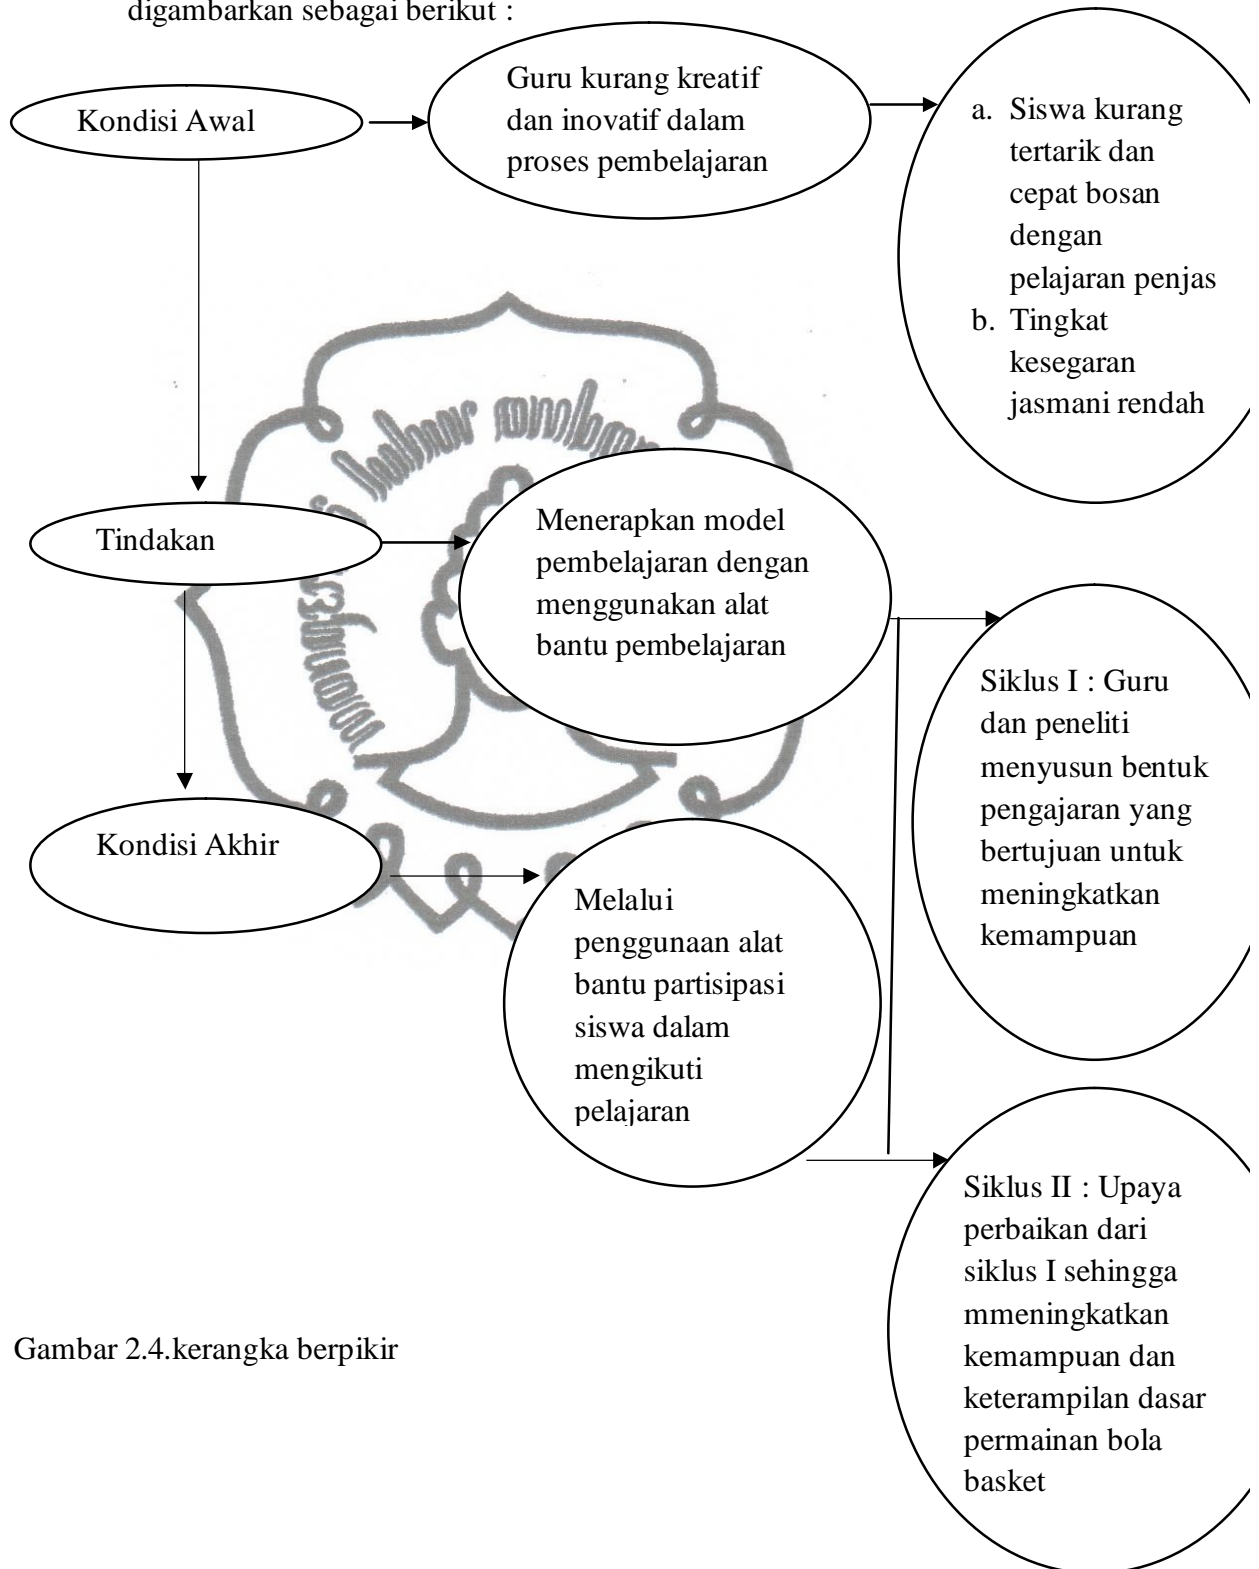 digambarkan sebagai berikut :
Kondisi Awal
Guru kurang kreatif
dan inovatif dalam
proses pembelajaran
a. Siswa kurang
tertarik dan
cepat bosan
dengan
pelajaran penjas
b. Tingkat
kesegaran
jasmani rendah
Tindakan
Menerapkan model
pembelajaran dengan
menggunakan alat
bantu pembelajaran
Siklus I : Guru
dan peneliti
menyusun bentuk
pengajaran yang
bertujuan untuk
meningkatkan
kemampuan
Kondisi Akhir
Melalui
penggunaan alat
bantu partisipasi
siswa dalam
mengikuti
pelajaran
Siklus II : Upaya
perbaikan dari
siklus I sehingga
mmeningkatkan
kemampuan dan
keterampilan dasar
permainan bola
basket
Gambar 2.4.kerangka berpikir